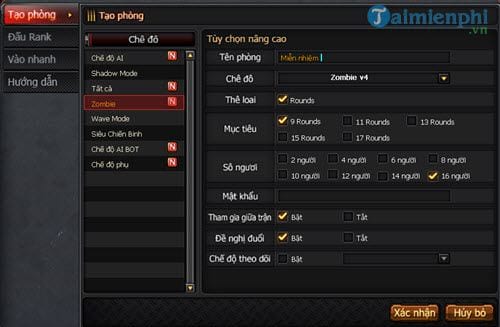 Taimienphi
.vn
Tạo phòng
Đấu Rank
Vào nhanh
Hướng dẫn
Tạo phòng
Chế độ
Chế độ AI N
Shadow Mode
Tất cả N
Zombie N
Wave Mode
Siêu Chiến Binh
Chế độ AI BOT N
Chế độ phụ N
Tùy chọn nâng cao
Tên phòng Miễn nhiệm
Chế độ Zombie v4
Thể loại Rounds
Mục tiêu 9 Rounds 11 Rounds 13 Rounds
15 Rounds 17 Rounds
Số người 2 người 4 người 6 người 8 người
10 người 12 người 14 người 16 người
Mật khẩu
Tham gia giữa trận Bật Tắt
Đề nghị đuổi Bật Tắt
Chế độ theo dõi Bật
Xác nhận Hủy bỏ